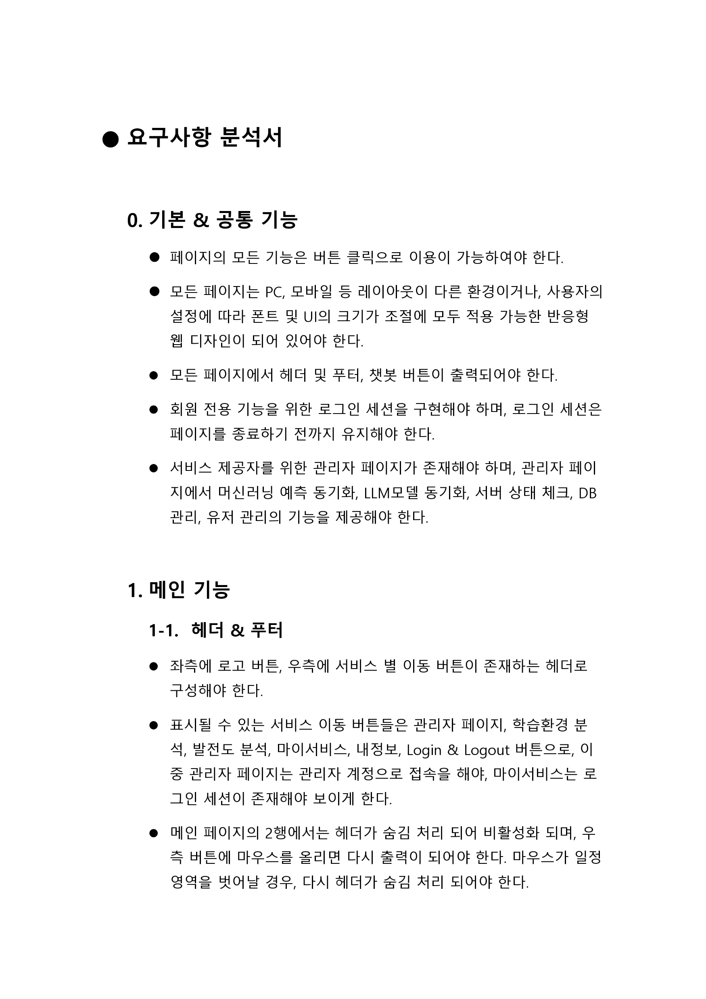 ● 요구사항 분석서
0. 기본 & 공통 기능
● 페이지의 모든 기능은 버튼 클릭으로 이용이 가능하여야 한다.
● 모든 페이지는 PC, 모바일 등 레이아웃이 다른 환경이거나, 사용자의
설정에 따라 폰트 및 UI의 크기가 조절에 모두 적용 가능한 반응형
웹 디자인이 되어 있어야 한다.
● 모든 페이지에서 헤더 및 푸터, 챗봇 버튼이 출력되어야 한다.
● 회원 전용 기능을 위한 로그인 세션을 구현해야 하며, 로그인 세션은
페이지를 종료하기 전까지 유지해야 한다.
● 서비스 제공자를 위한 관리자 페이지가 존재해야 하며, 관리자 페이
지에서 머신러닝 예측 동기화, LLM모델 동기화, 서버 상태 체크, DB
관리, 유저 관리의 기능을 제공해야 한다.
1. 메인 기능
1-1. 헤더 & 푸터
● 좌측에 로고 버튼, 우측에 서비스 별 이동 버튼이 존재하는 헤더로
구성해야 한다.
● 표시될 수 있는 서비스 이동 버튼들은 관리자 페이지, 학습환경 분
석, 발전도 분석, 마이서비스, 내정보, Login & Logout 버튼으로, 이
중 관리자 페이지는 관리자 계정으로 접속을 해야, 마이서비스는 로
그인 세션이 존재해야 보이게 한다.
● 메인 페이지의 2행에서는 헤더가 숨김 처리 되어 비활성화 되며, 우
측 버튼에 마우스를 올리면 다시 출력이 되어야 한다. 마우스가 일정
영역을 벗어날 경우, 다시 헤더가 숨김 처리 되어야 한다.